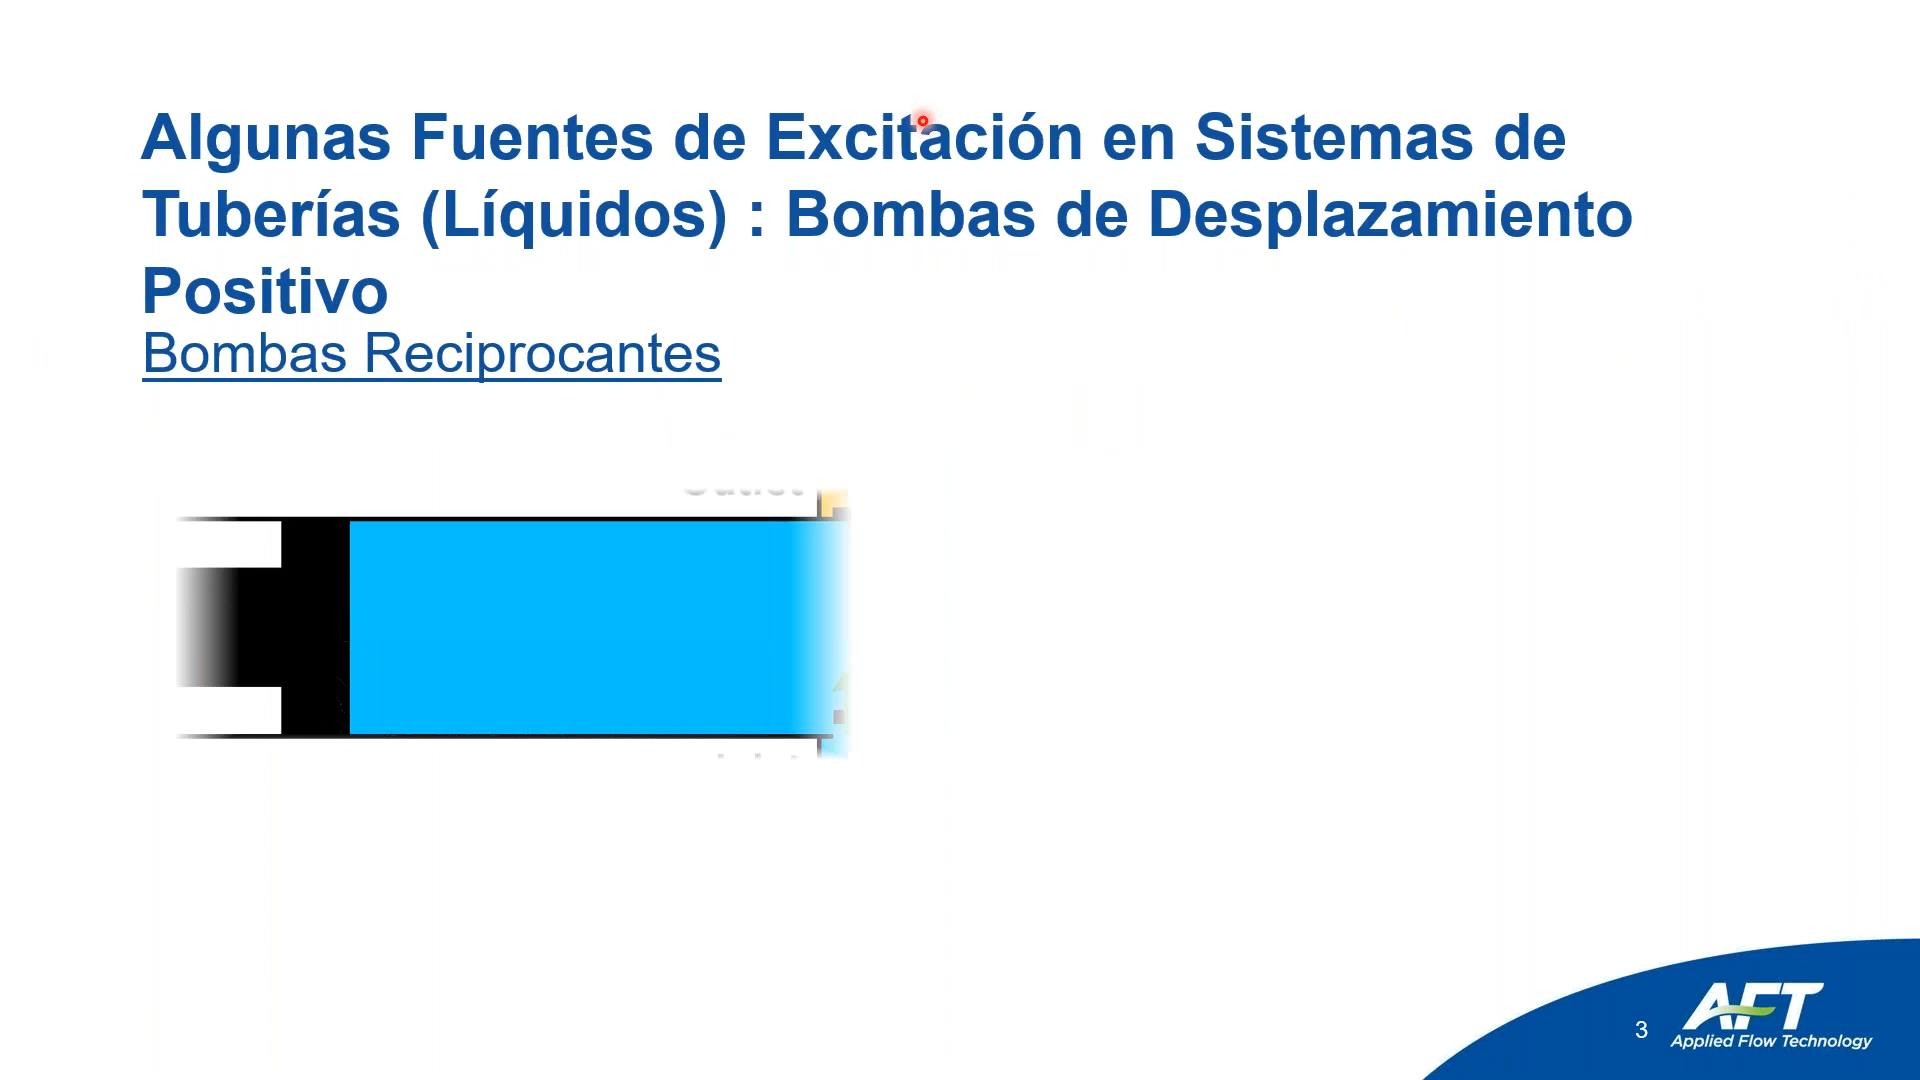 Algunas Fuentes de Excitación en Sistemas de
Tuberías (Líquidos) : Bombas de Desplazamiento
Positivo
Bombas Reciprocantes
3
AFT
Applied Flow Technology